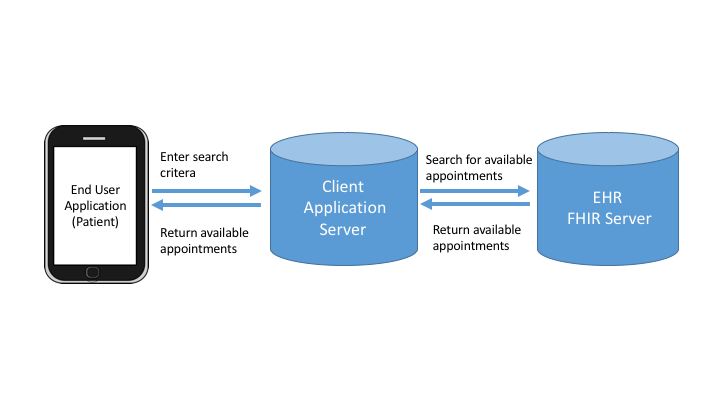 End User
Application
(Patient)
Enter search
critera
Return available
appointments
Client
Application
Server
Search for available
appointments
Return available
appointments
EHR
FHIR Server